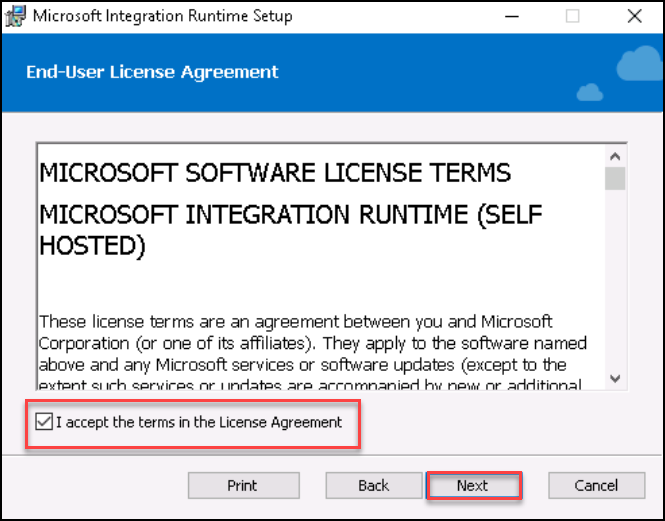 Microsoft Integration Runtime Setup
End-User License Agreement
MICROSOFT SOFTWARE LICENSE TERMS
MICROSOFT INTEGRATION RUNTIME (SELF
HOSTED)
These license terms are an agreement between you and Microsoft
Corporation (or one of its affiliates). They apply to the software named
above and any Microsoft services or software updates (except to the
extent such services or updates are accompanied by new or additional
I accept the terms in the License Agreement
Print Back Next Cancel